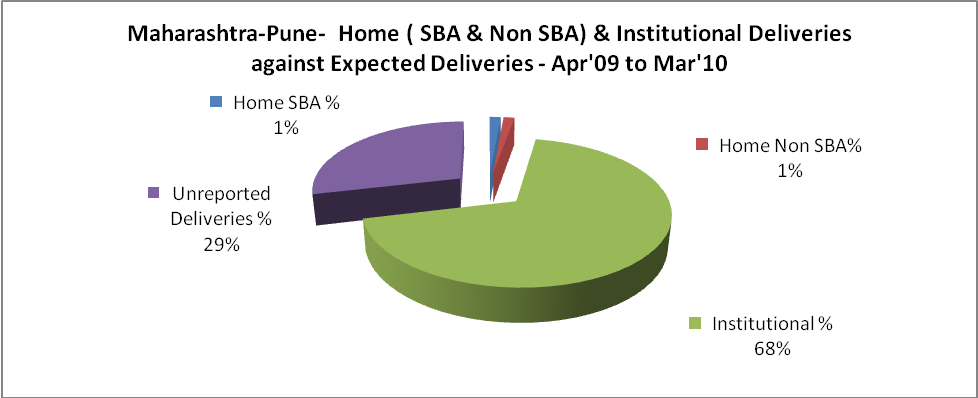 Maharashtra-Pune- Home ( SBA & Non SBA) & Institutional Deliveries
against Expected Deliveries - Apr'09 to Mar'10
Home SBA %
1%
Home Non SBA%
1%
Unreported
Deliveries %
29%
Institutional %
68%